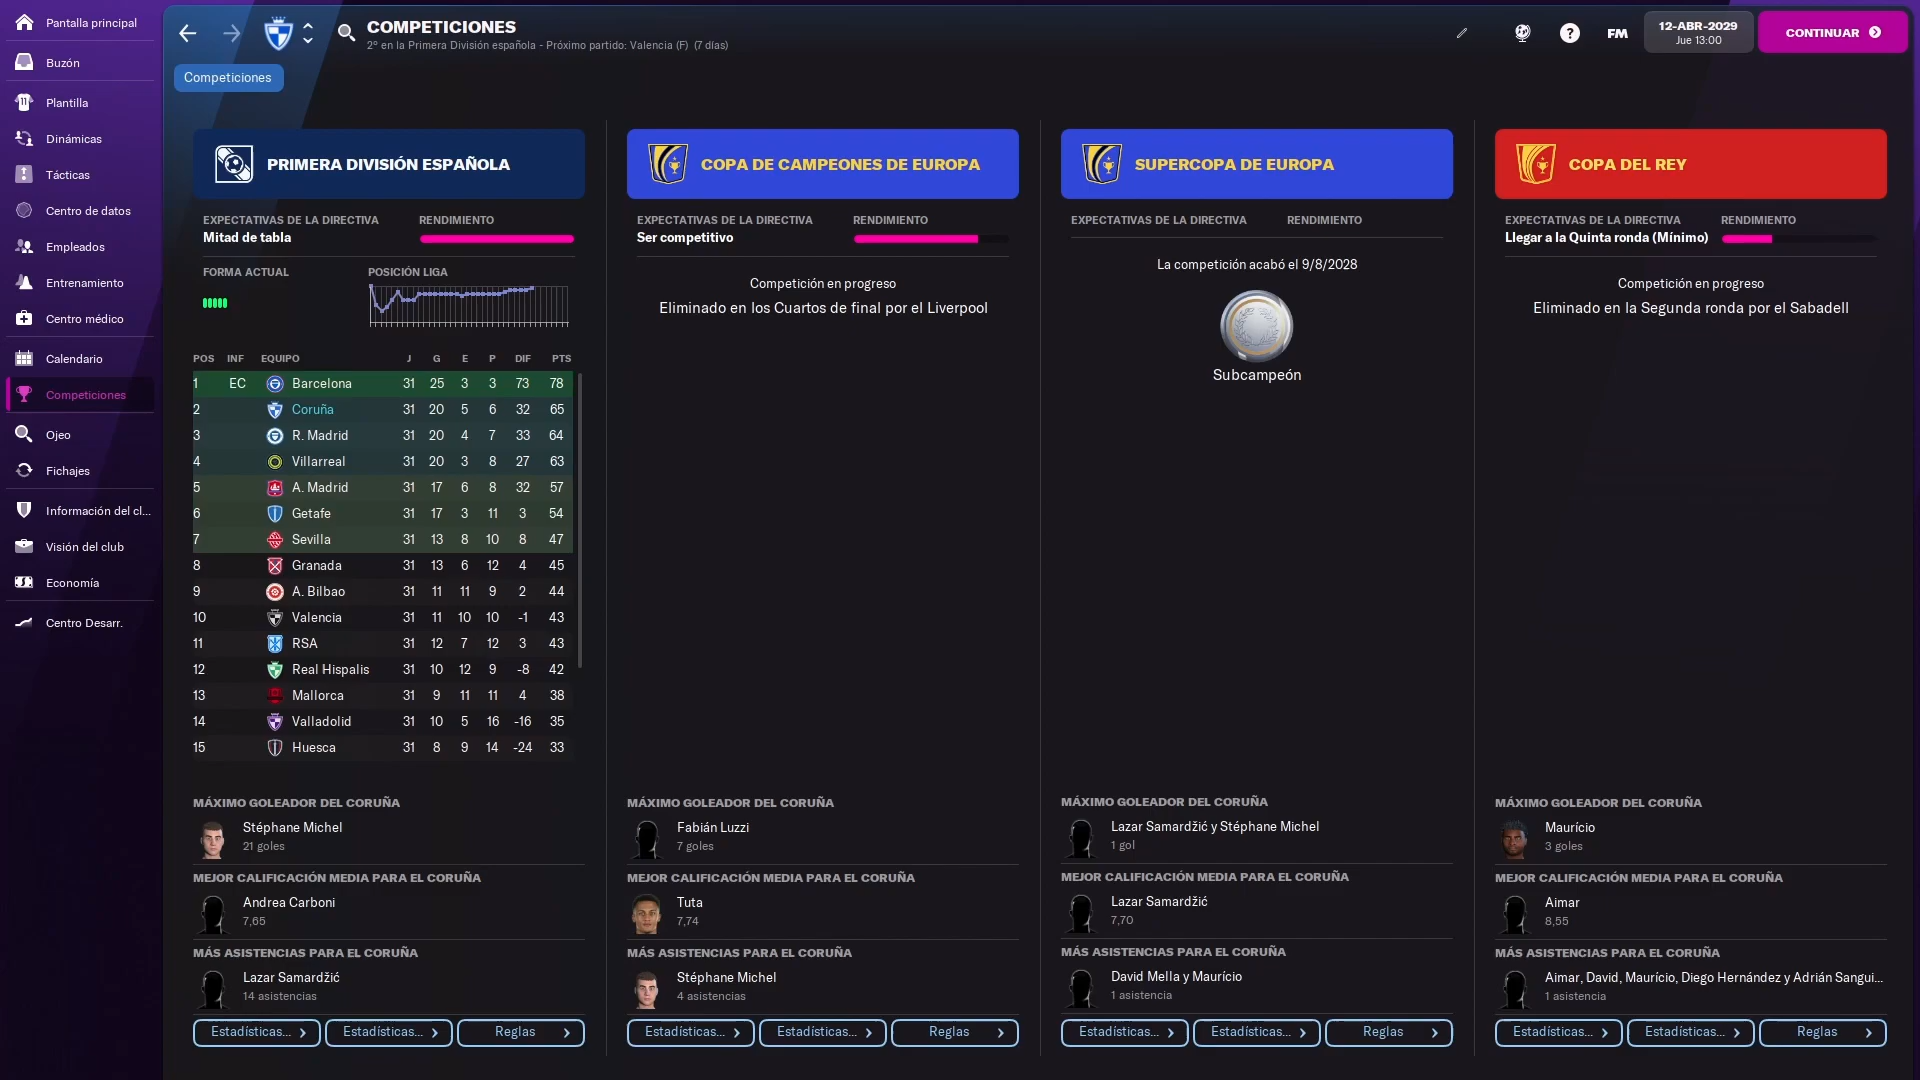 Pantalla principal
Buzón
Plantilla
Dinámicas
Tácticas
Centro de datos
Empleados
Entrenamiento
Centro médico
Calendario
Competiciones
Ojeo
Fichajes
Información del cl...
Visión del club
Economía
Centro Desarr.
COMPETICIONES
2º en la Primera División española - Próximo partido: Valencia (F) (7 días)
FM
12-ABR-2029
Jue 13:00
CONTINUAR
Competiciones
PRIMERA DIVISIÓN ESPAÑOLA
EXPECTATIVAS DE LA DIRECTIVA RENDIMIENTO
Mitad de tabla
FORMA ACTUAL POSICIÓN LIGA
POS INF EQUIPO J G E P DIF PTS
1 EC Barcelona 31 25 3 3 73 78
2 Coruña 31 20 5 6 32 65
3 R. Madrid 31 20 4 7 33 64
4 Villarreal 31 20 3 8 27 63
5 A. Madrid 31 17 6 8 32 57
6 Getafe 31 17 3 11 3 54
7 Sevilla 31 13 8 10 8 47
8 Granada 31 13 6 12 4 45
9 A. Bilbao 31 11 11 9 2 44
10 Valencia 31 11 10 10 -1 43
11 RSA 31 12 7 12 3 43
12 Real Hispalis 31 10 12 9 -8 42
13 Mallorca 31 9 11 11 4 38
14 Valladolid 31 10 5 16 -16 35
15 Huesca 31 8 9 14 -24 33
MÁXIMO GOLEADOR DEL CORUÑA
Stéphane Michel
21 goles
MEJOR CALIFICACIÓN MEDIA PARA EL CORUÑA
Andrea Carboni
7,65
MÁS ASISTENCIAS PARA EL CORUÑA
Lazar Samardžić
14 asistencias
Estadísticas... Estadísticas... Reglas
COPA DE CAMPEONES DE EUROPA
EXPECTATIVAS DE LA DIRECTIVA RENDIMIENTO
Ser competitivo
Competición en progreso
Eliminado en los Cuartos de final por el Liverpool
MÁXIMO GOLEADOR DEL CORUÑA
Fabián Luzzi
7 goles
MEJOR CALIFICACIÓN MEDIA PARA EL CORUÑA
Tuta
7,74
MÁS ASISTENCIAS PARA EL CORUÑA
Stéphane Michel
4 asistencias
Estadísticas... Estadísticas... Reglas
SUPERCOPA DE EUROPA
EXPECTATIVAS DE LA DIRECTIVA RENDIMIENTO
La competición acabó el 9/8/2028
Subcampeón
MÁXIMO GOLEADOR DEL CORUÑA
Lazar Samardžić y Stéphane Michel
1 gol
MEJOR CALIFICACIÓN MEDIA PARA EL CORUÑA
Lazar Samardžić
7,70
MÁS ASISTENCIAS PARA EL CORUÑA
David Mella y Maurício
1 asistencia
Estadísticas... Estadísticas... Reglas
COPA DEL REY
EXPECTATIVAS DE LA DIRECTIVA RENDIMIENTO
Llegar a la Quinta ronda (Mínimo)
Competición en progreso
Eliminado en la Segunda ronda por el Sabadell
MÁXIMO GOLEADOR DEL CORUÑA
Maurício
3 goles
MEJOR CALIFICACIÓN MEDIA PARA EL CORUÑA
Aimar
8,55
MÁS ASISTENCIAS PARA EL CORUÑA
Aimar, David, Maurício, Diego Hernández y Adrián Sangui...
1 asistencia
Estadísticas... Estadísticas... Reglas